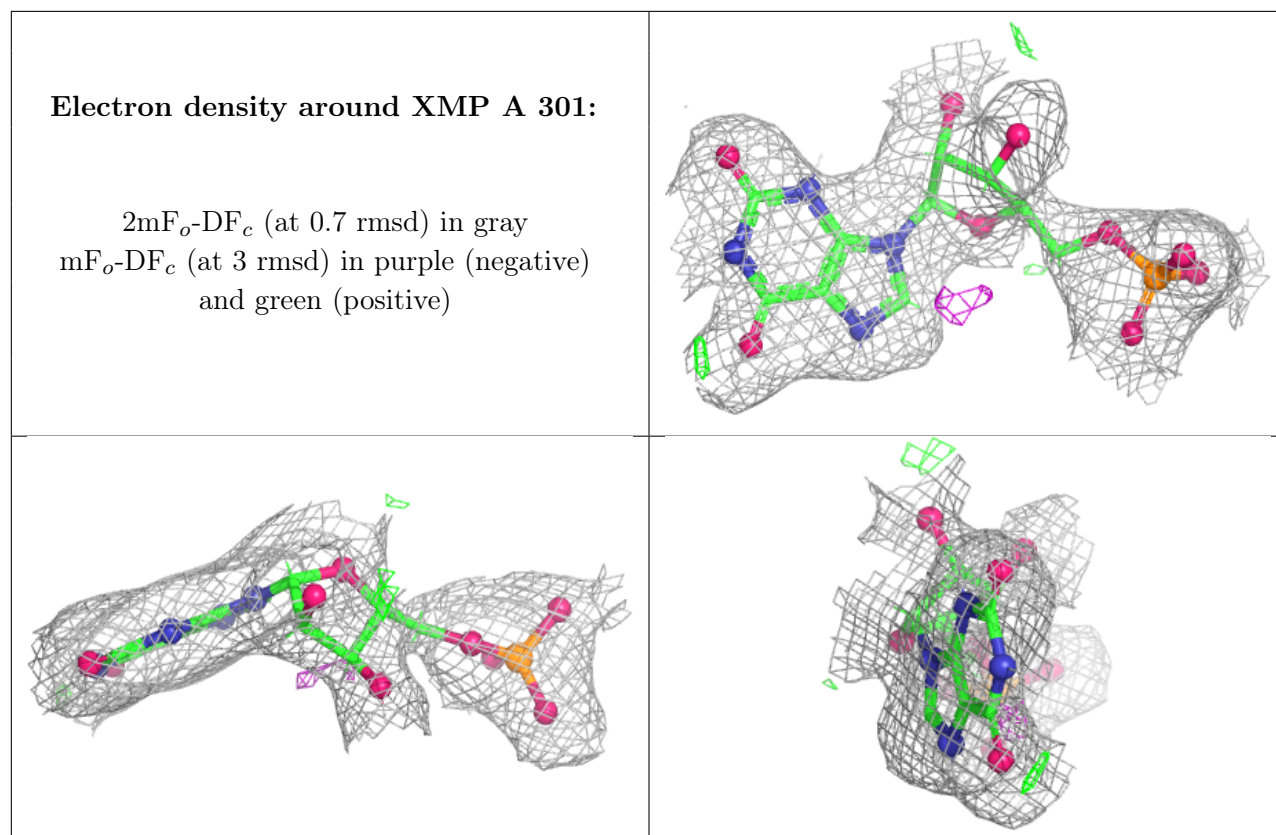 Electron density around XMP A 301:
2mFₒ-DF𝒸 (at 0.7 rmsd) in gray
mFₒ-DF𝒸 (at 3 rmsd) in purple (negative)
and green (positive)